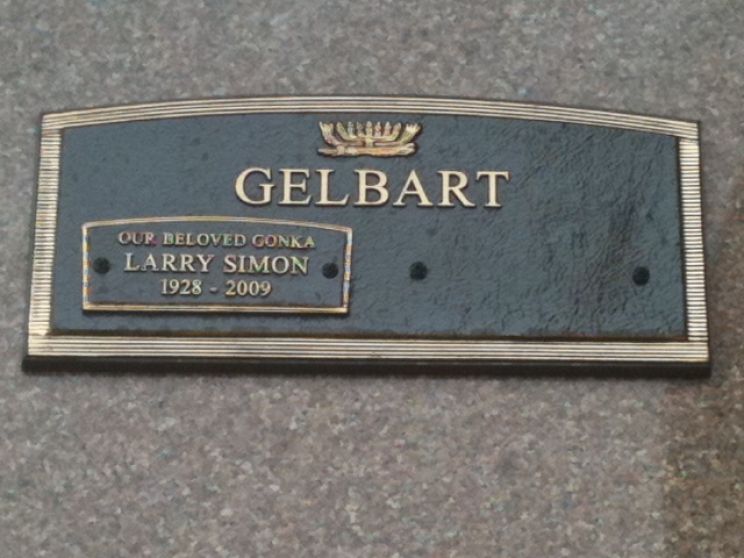 GELBART
OUR BELOVED GONKA
LARRY SIMON
1928 - 2009